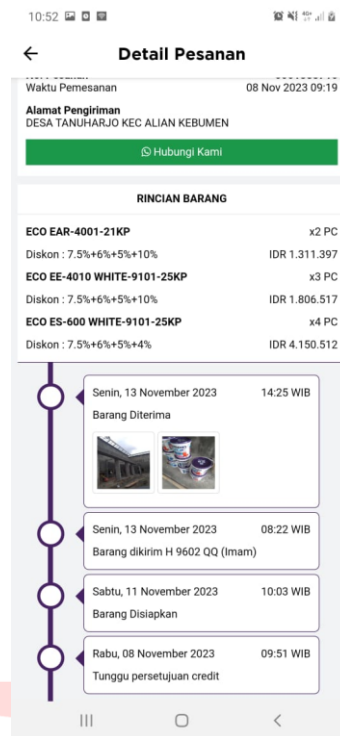 10:52
Detail Pesanan
Waktu Pemesanan 08 Nov 2023 09:19
Alamat Pengiriman
DESA TANUHARJO KEC ALIAN KEBUMEN
Hubungi Kami
RINCIAN BARANG
ECO EAR-4001-21KP x2 PC
Diskon : 7.5%+6%+5%+10% IDR 1.311.397
ECO EE-4010 WHITE-9101-25KP x3 PC
Diskon : 7.5%+6%+5%+10% IDR 1.806.517
ECO ES-600 WHITE-9101-25KP x4 PC
Diskon : 7.5%+6%+5%+4% IDR 4.150.512
Senin, 13 November 2023 14:25 WIB
Barang Diterima
Senin, 13 November 2023 08:22 WIB
Barang dikirim H 9602 QQ (Imam)
Sabtu, 11 November 2023 10:03 WIB
Barang Disiapkan
Rabu, 08 November 2023 09:51 WIB
Tunggu persetujuan credit